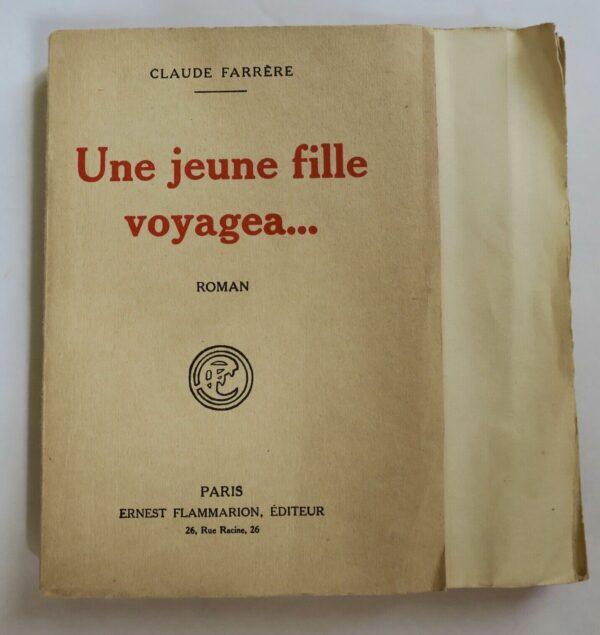 CLAUDE FARRÈRE
Une jeune fille
voyagea...
ROMAN
PARIS
ERNEST FLAMMARION, ÉDITEUR
26, Rue Racine, 26